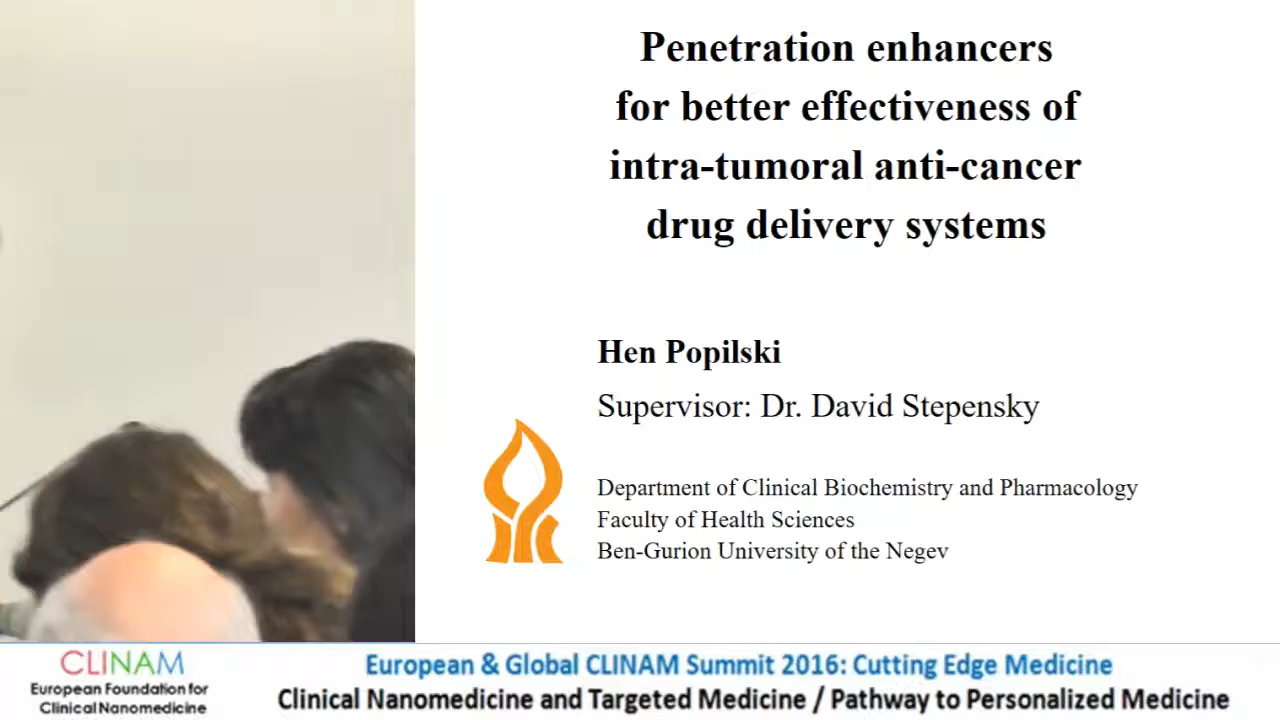 Penetration enhancers
for better effectiveness of
intra-tumoral anti-cancer
drug delivery systems
Hen Popilski
Supervisor: Dr. David Stepensky
Department of Clinical Biochemistry and Pharmacology
Faculty of Health Sciences
Ben-Gurion University of the Negev
CLINAM
European Foundation for
Clinical Nanomedicine
European & Global CLINAM Summit 2016: Cutting Edge Medicine
Clinical Nanomedicine and Targeted Medicine / Pathway to Personalized Medicine